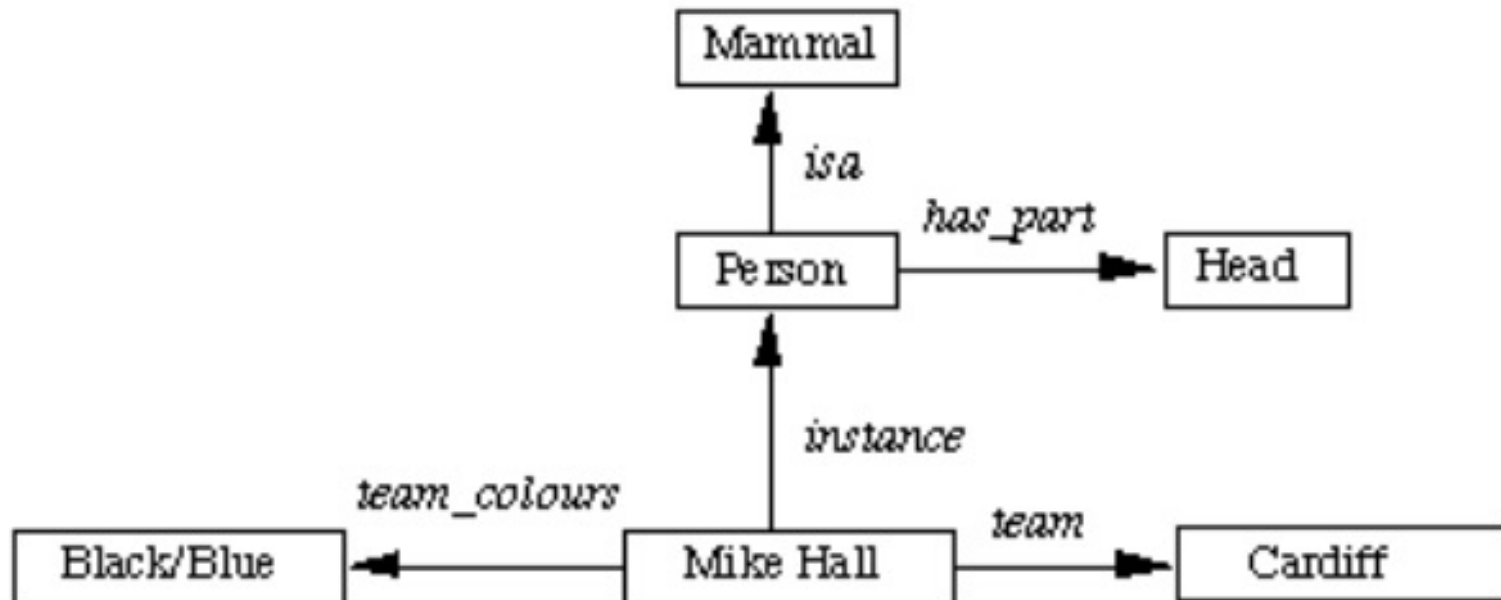 Mammal
isa
has_part
Person
Head
instance
team_colours
team
Black/Blue
Mike Hall
Cardiff